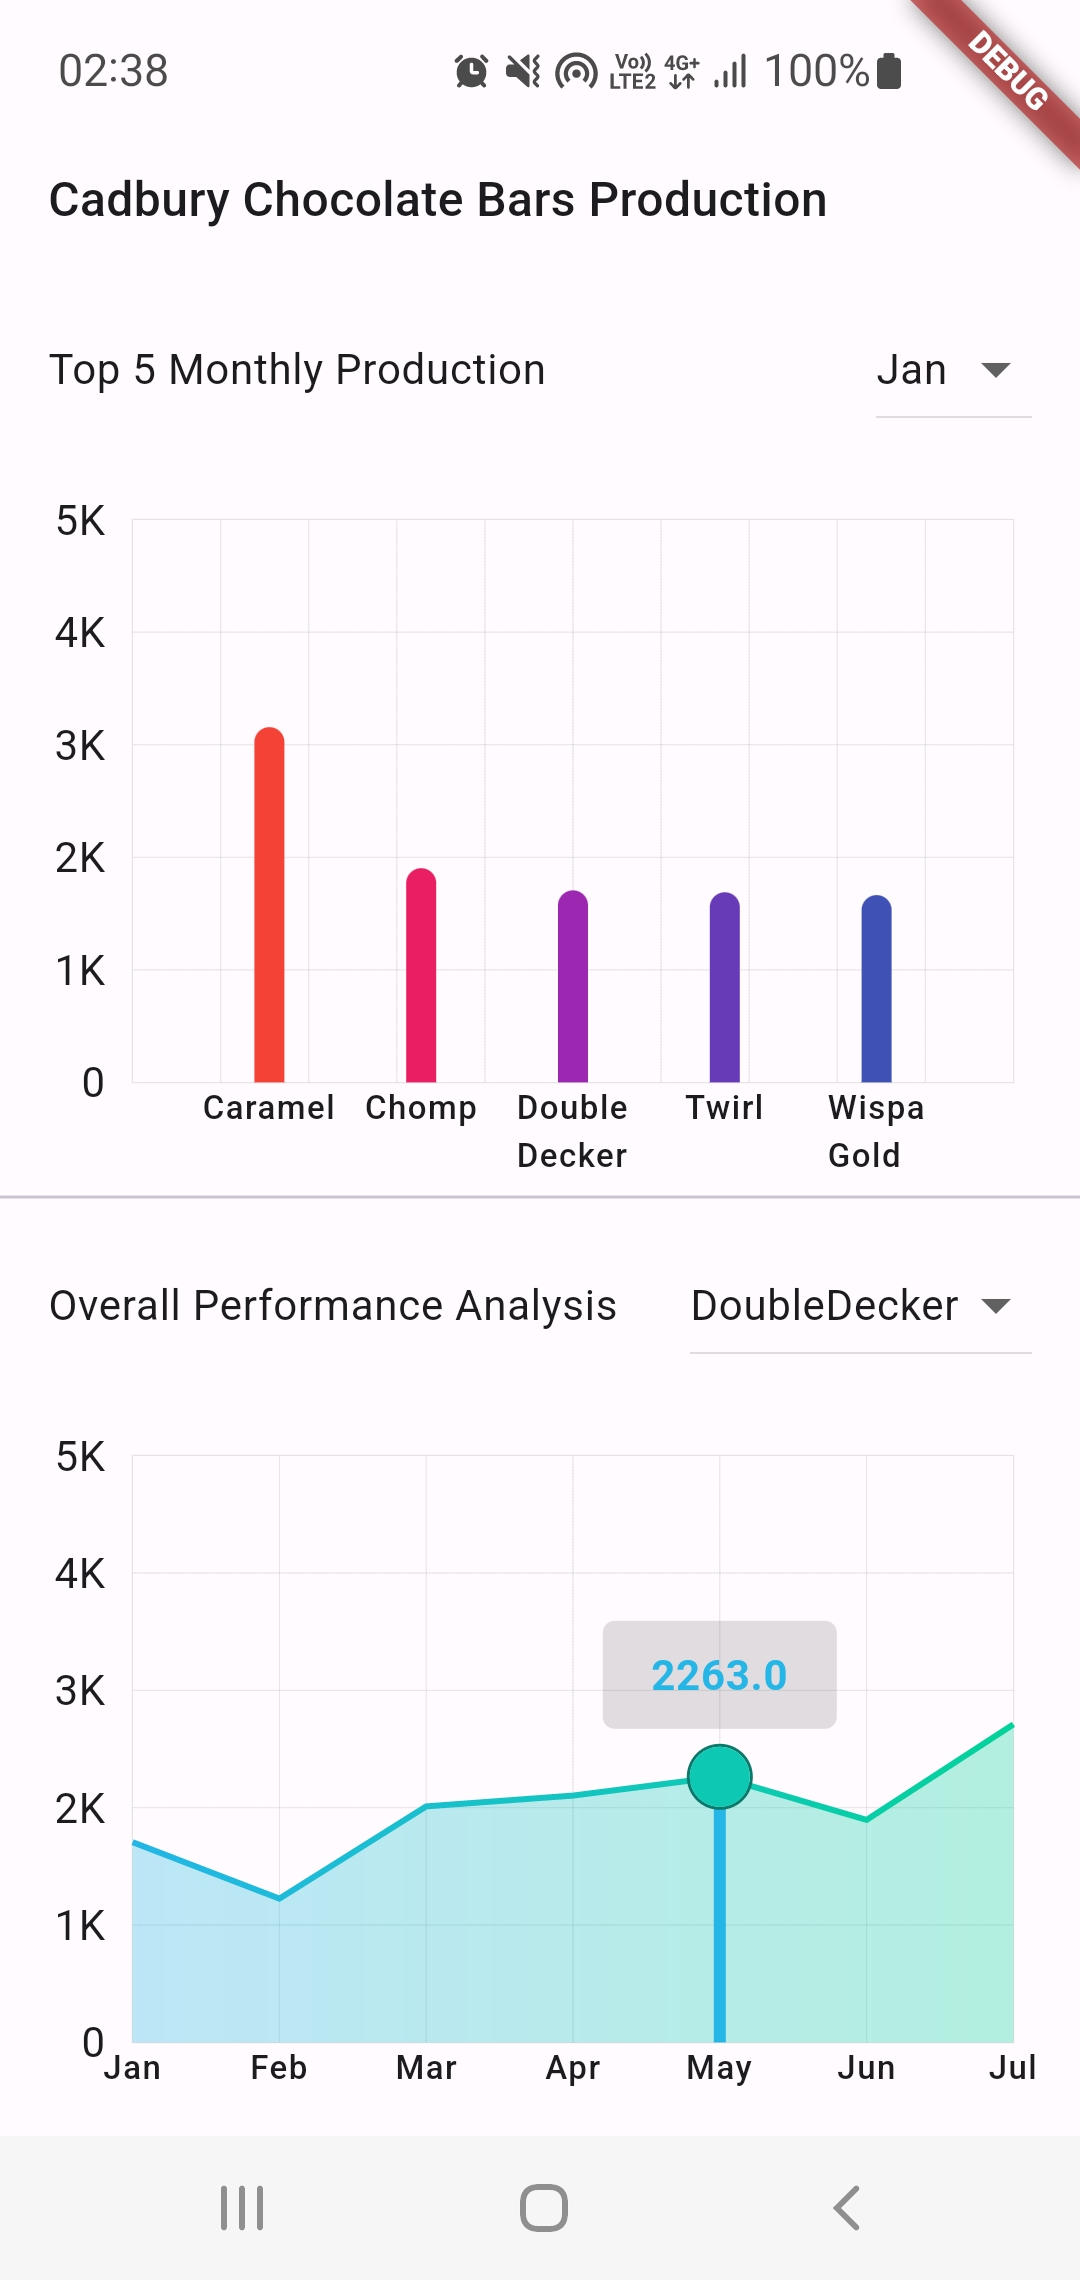 02:38
Vo)) LTE2 4G+ 100%
DEBUG
Cadbury Chocolate Bars Production
Top 5 Monthly Production
Jan
5K
4K
3K
2K
1K
0
Caramel Chomp Double Decker Twirl Wispa Gold
Overall Performance Analysis
DoubleDecker
5K
4K
3K
2263.0
2K
1K
0
Jan Feb Mar Apr May Jun Jul